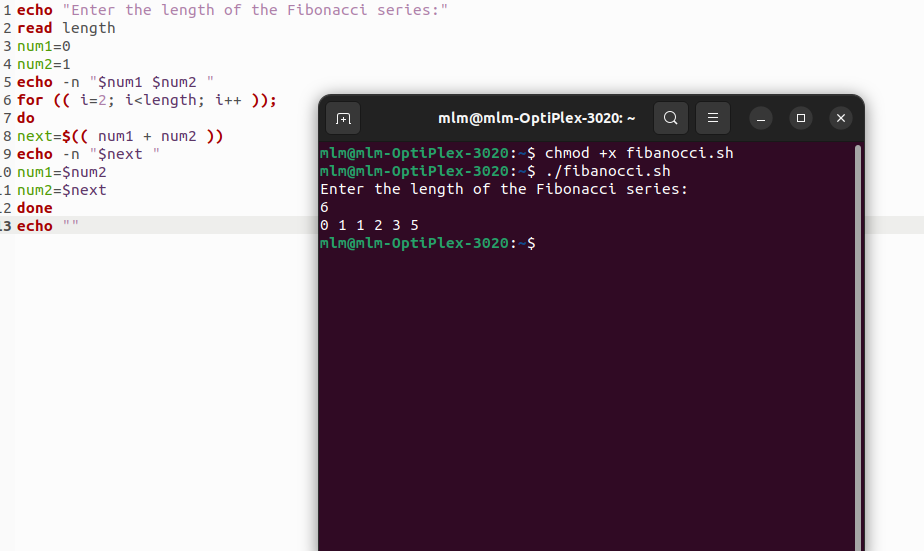 1 echo "Enter the length of the Fibonacci series:"
2 read length
3 num1=0
4 num2=1
5 echo -n "$num1 $num2 "
6 for (( i=2; i<length; i++ ));
7 do
8 next=$(( num1 + num2 ))
9 echo -n "$next "
10 num1=$num2
11 num2=$next
12 done
13 echo ""
mlm@mlm-OptiPlex-3020: ~
mlm@mlm-OptiPlex-3020:~$ chmod +x fibanocci.sh
mlm@mlm-OptiPlex-3020:~$ ./fibanocci.sh
Enter the length of the Fibonacci series:
6
0 1 1 2 3 5
mlm@mlm-OptiPlex-3020:~$